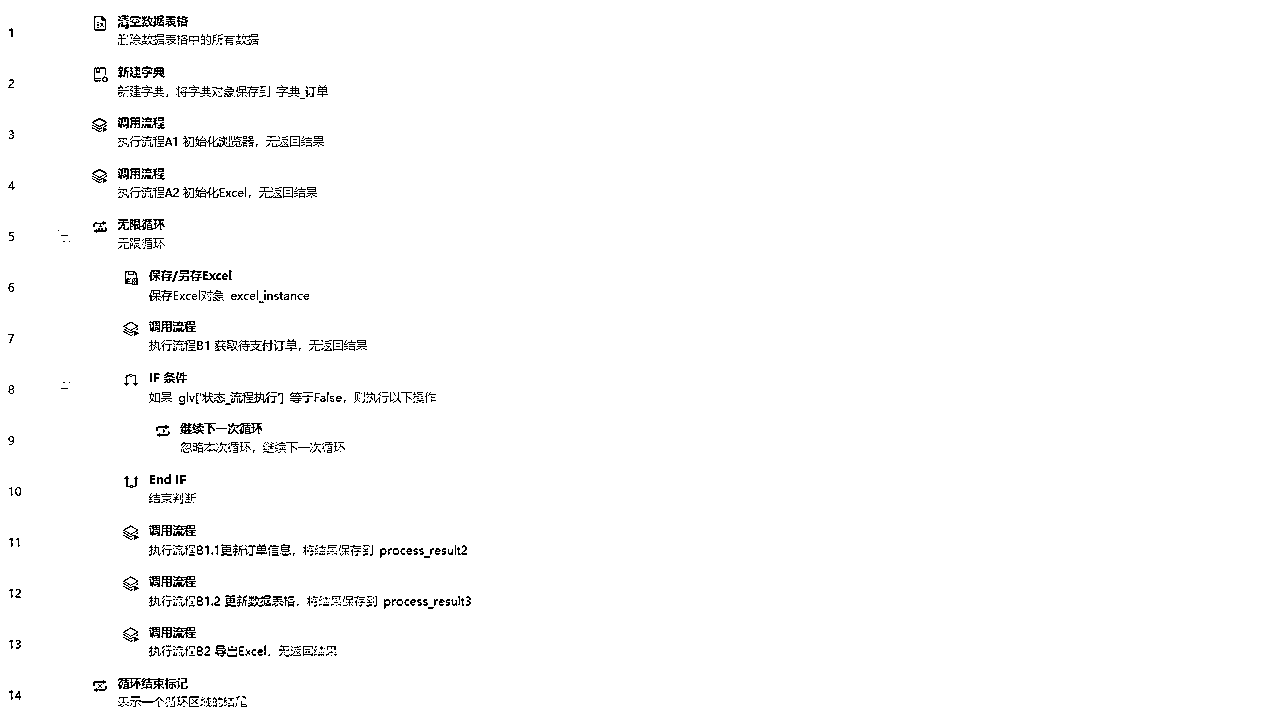 1
清空数据表格
删除数据表格中的所有数据
2
新建字典
新建字典，将字典对象保存到 字典_订单
3
调用流程
执行流程A1 初始化浏览器，无返回结果
4
调用流程
执行流程A2 初始化Excel，无返回结果
5
无限循环
无限循环
6
保存/另存Excel
保存Excel对象 excel_instance
7
调用流程
执行流程B1 获取待支付订单，无返回结果
8
IF 条件
如果 glv['状态_流程执行'] 等于False，则执行以下操作
9
继续下一次循环
忽略本次循环，继续下一次循环
10
End IF
结束判断
11
调用流程
执行流程B1.1更新订单信息，将结果保存到 process_result2
12
调用流程
执行流程B1.2 更新数据表格，将结果保存到 process_result3
13
调用流程
执行流程B2 导出Excel，无返回结果
14
循环结束标记
表示一个循环区域的结尾